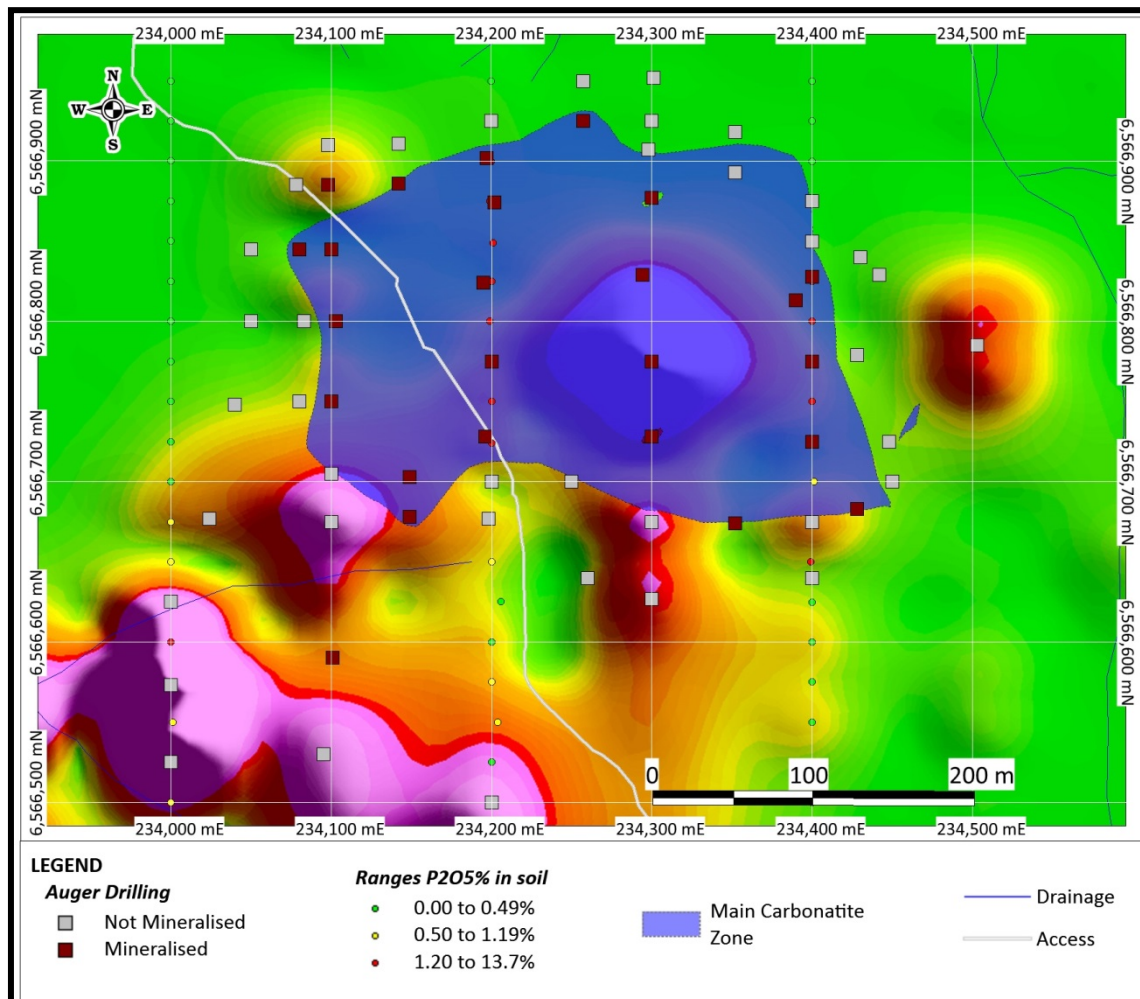 234,000 mE 234,100 mE 234,200 mE 234,300 mE 234,400 mE 234,500 mE
N
W E
S
6,566,900 mN 6,566,900 mN
6,566,800 mN 6,566,800 mN
6,566,700 mN 6,566,700 mN
6,566,600 mN 6,566,600 mN
6,566,500 mN 6,566,500 mN
0 100 200 m
234,000 mE 234,100 mE 234,200 mE 234,300 mE 234,400 mE 234,500 mE
LEGEND
Auger Drilling
Not Mineralised
Mineralised
Ranges P2O5% in soil
0.00 to 0.49%
0.50 to 1.19%
1.20 to 13.7%
Main Carbonatite
Zone
Drainage
Access